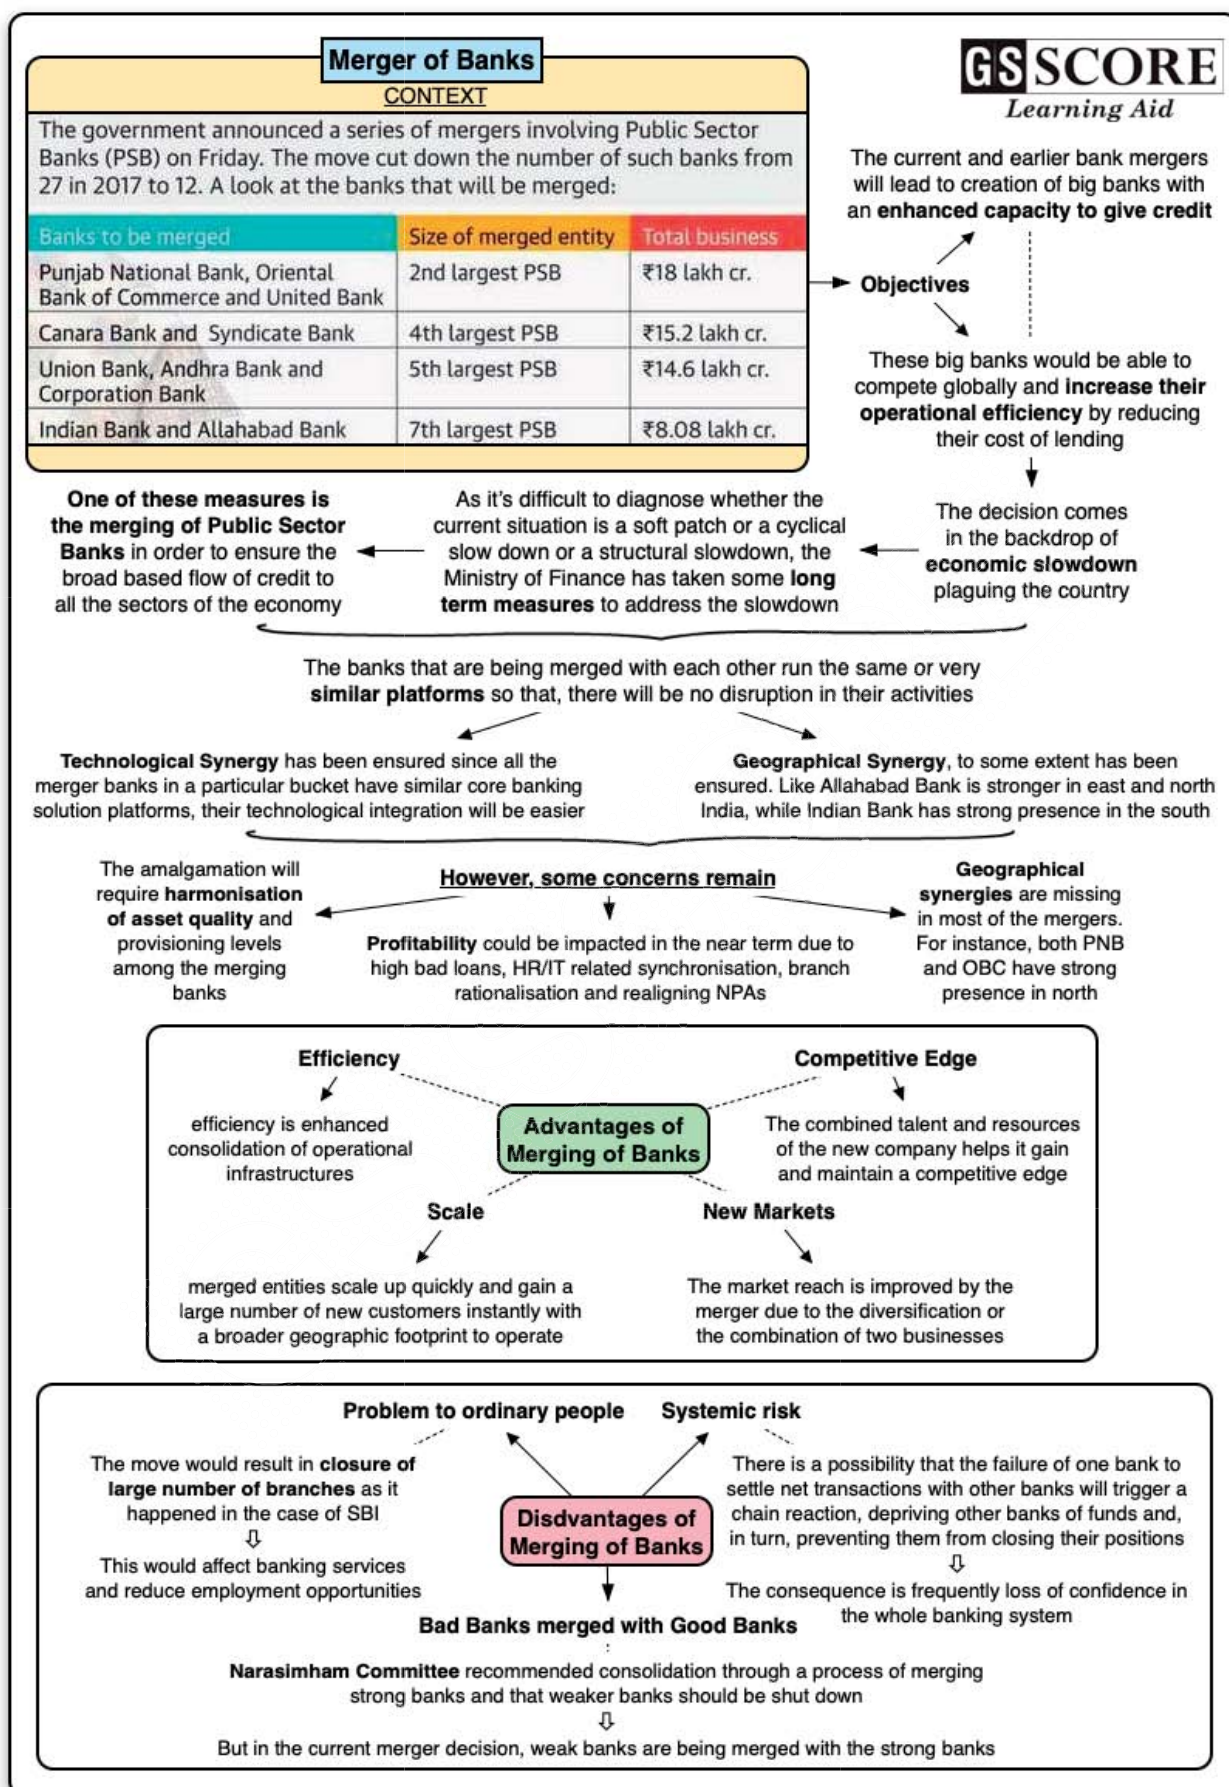 Merger of Banks
CONTEXT
The government announced a series of mergers involving Public Sector
Banks (PSB) on Friday. The move cut down the number of such banks from
27 in 2017 to 12. A look at the banks that will be merged:
Banks to be merged Size of merged entity Total business
Punjab National Bank, Oriental
Bank of Commerce and United Bank 2nd largest PSB ₹18 lakh cr.
Canara Bank and Syndicate Bank 4th largest PSB ₹15.2 lakh cr.
Union Bank, Andhra Bank and
Corporation Bank 5th largest PSB ₹14.6 lakh cr.
Indian Bank and Allahabad Bank 7th largest PSB ₹8.08 lakh cr.
GS SCORE
Learning Aid
The current and earlier bank mergers
will lead to creation of big banks with
an enhanced capacity to give credit
Objectives
These big banks would be able to
compete globally and increase their
operational efficiency by reducing
their cost of lending
The decision comes
in the backdrop of
economic slowdown
plaguing the country
As it's difficult to diagnose whether the
current situation is a soft patch or a cyclical
slow down or a structural slowdown, the
Ministry of Finance has taken some long
term measures to address the slowdown
One of these measures is
the merging of Public Sector
Banks in order to ensure the
broad based flow of credit to
all the sectors of the economy
The banks that are being merged with each other run the same or very
similar platforms so that, there will be no disruption in their activities
Technological Synergy has been ensured since all the
merger banks in a particular bucket have similar core banking
solution platforms, their technological integration will be easier
Geographical Synergy, to some extent has been
ensured. Like Allahabad Bank is stronger in east and north
India, while Indian Bank has strong presence in the south
However, some concerns remain
The amalgamation will
require harmonisation
of asset quality and
provisioning levels
among the merging
banks
Profitability could be impacted in the near term due to
high bad loans, HR/IT related synchronisation, branch
rationalisation and realigning NPAs
Geographical
synergies are missing
in most of the mergers.
For instance, both PNB
and OBC have strong
presence in north
Advantages of
Merging of Banks
Efficiency
efficiency is enhanced
consolidation of operational
infrastructures
Competitive Edge
The combined talent and resources
of the new company helps it gain
and maintain a competitive edge
Scale
merged entities scale up quickly and gain a
large number of new customers instantly with
a broader geographic footprint to operate
New Markets
The market reach is improved by the
merger due to the diversification or
the combination of two businesses
Disdvantages of
Merging of Banks
Problem to ordinary people
The move would result in closure of
large number of branches as it
happened in the case of SBI
This would affect banking services
and reduce employment opportunities
Systemic risk
There is a possibility that the failure of one bank to
settle net transactions with other banks will trigger a
chain reaction, depriving other banks of funds and,
in turn, preventing them from closing their positions
The consequence is frequently loss of confidence in
the whole banking system
Bad Banks merged with Good Banks
Narasimham Committee recommended consolidation through a process of merging
strong banks and that weaker banks should be shut down
But in the current merger decision, weak banks are being merged with the strong banks